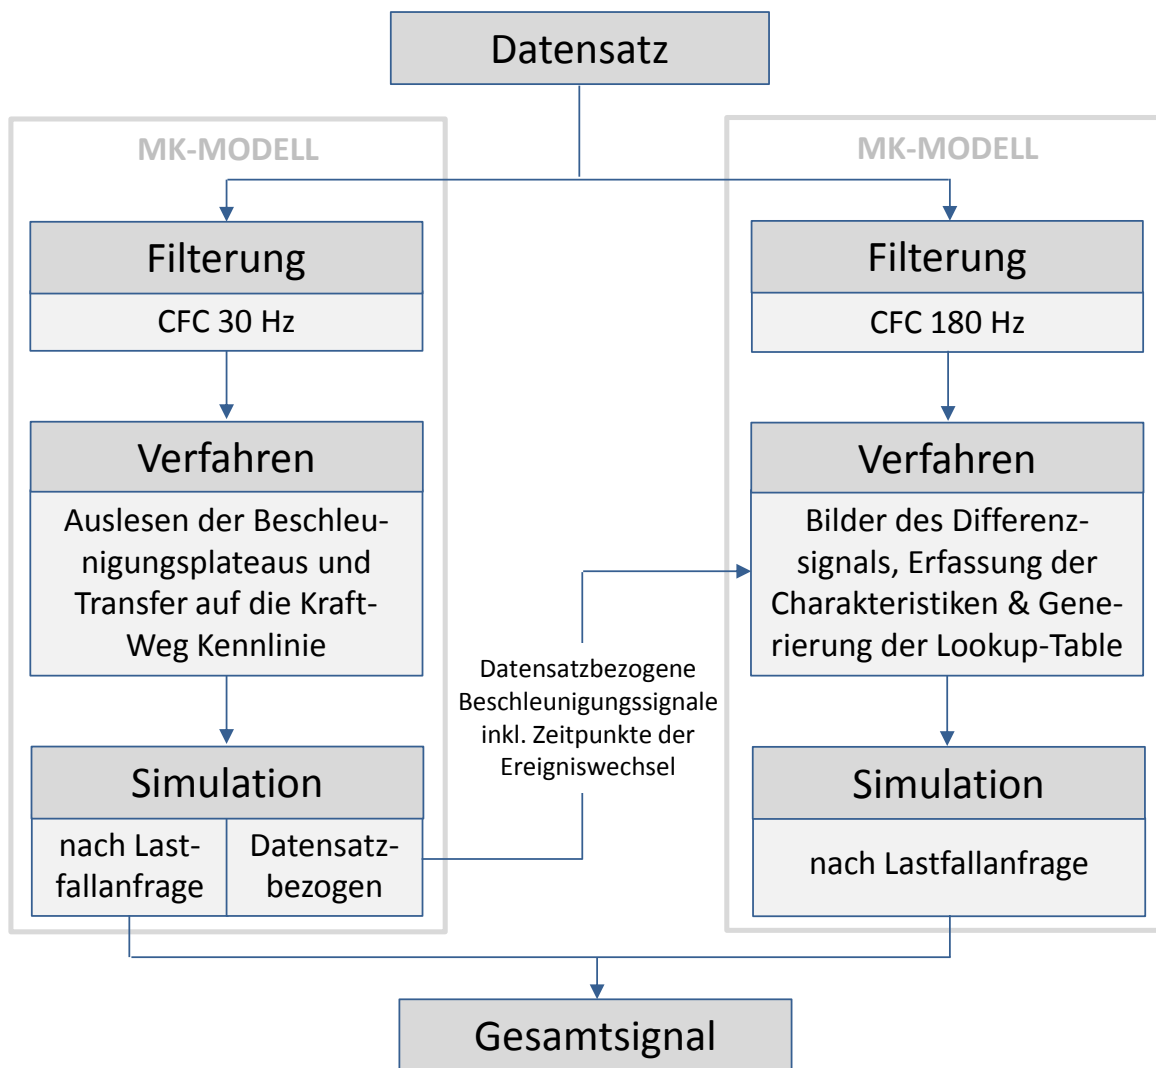 Datensatz
MK-MODELL
Filterung
CFC 30 Hz
Verfahren
Auslesen der Beschleu-
nigungsplateaus und
Transfer auf die Kraft-
Weg Kennlinie
Simulation
nach Last-
fallanfrage
Datensatz-
bezogen
Datensatzbezogene
Beschleunigungssignale
inkl. Zeitpunkte der
Ereigniswechsel
MK-MODELL
Filterung
CFC 180 Hz
Verfahren
Bilder des Differenz-
signals, Erfassung der
Charakteristiken & Gene-
rierung der Lookup-Table
Simulation
nach Lastfallanfrage
Gesamtsignal